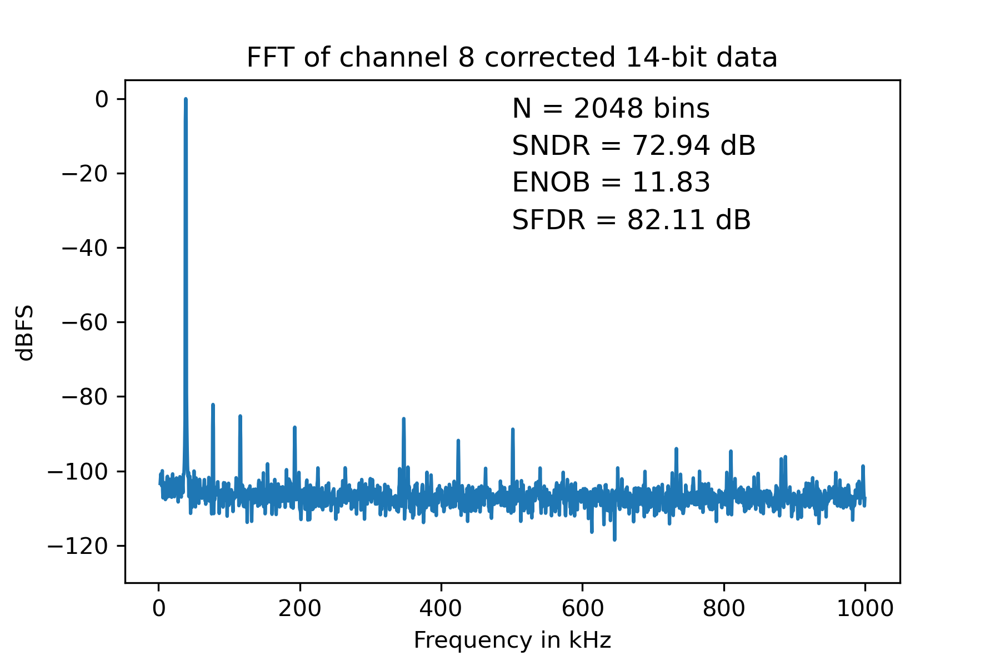 FFT of channel 8 corrected 14-bit data
N = 2048 bins
SNDR = 72.94 dB
ENOB = 11.83
SFDR = 82.11 dB
dBFS
0
−20
−40
−60
−80
−100
−120
0 200 400 600 800 1000
Frequency in kHz